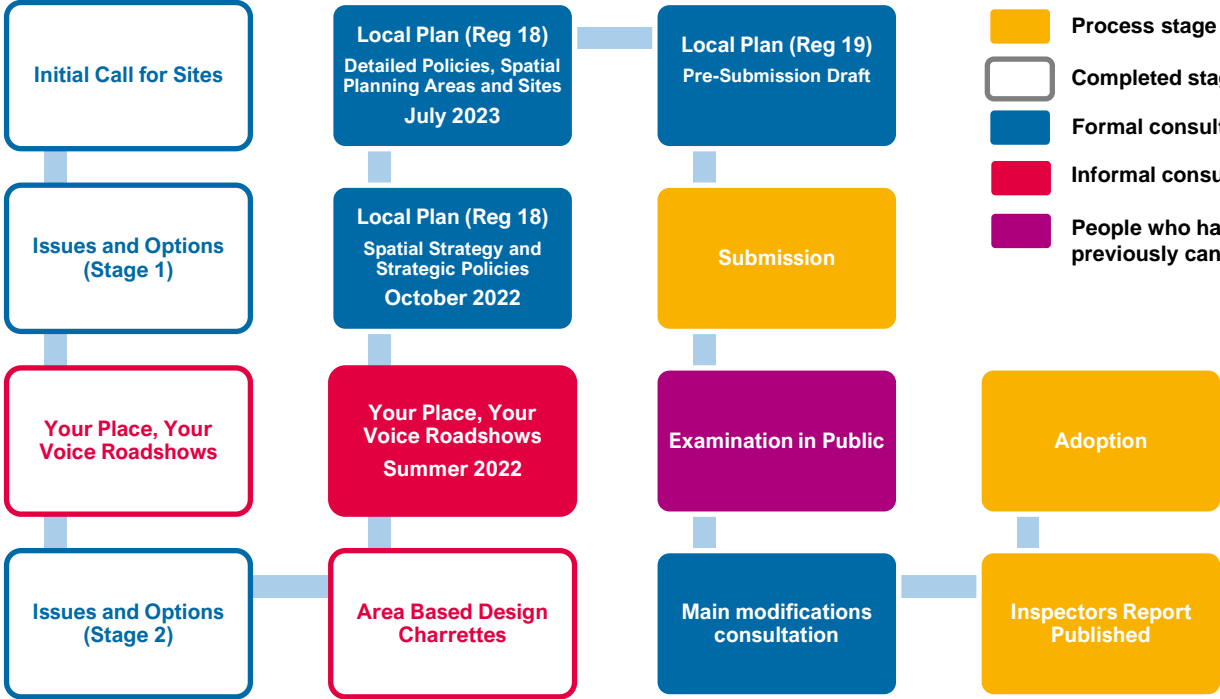 Initial Call for Sites
Issues and Options
(Stage 1)
Your Place, Your
Voice Roadshows
Issues and Options
(Stage 2)
Area Based Design
Charrettes
Your Place, Your
Voice Roadshows
Summer 2022
Local Plan (Reg 18)
Spatial Strategy and
Strategic Policies
October 2022
Local Plan (Reg 18)
Detailed Policies, Spatial
Planning Areas and Sites
July 2023
Local Plan (Reg 19)
Pre-Submission Draft
Submission
Examination in Public
Main modifications
consultation
Inspectors Report
Published
Adoption
Process stage
Completed
Formal
Informal
People who
previously